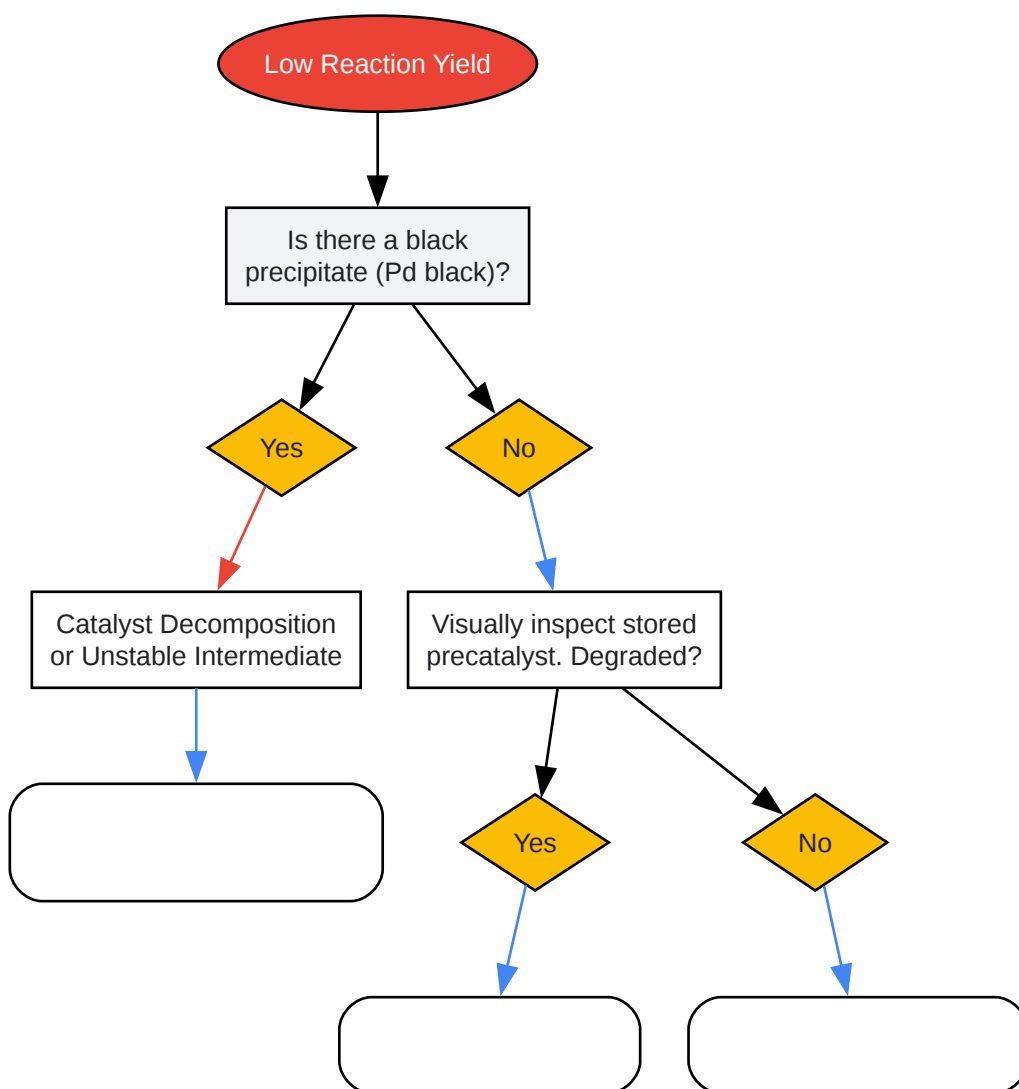 Low Reaction Yield
Is there a black
precipitate (Pd black)?
Yes
No
Catalyst Decomposition
or Unstable Intermediate
Visually inspect stored
precatalyst. Degraded?
Yes
No